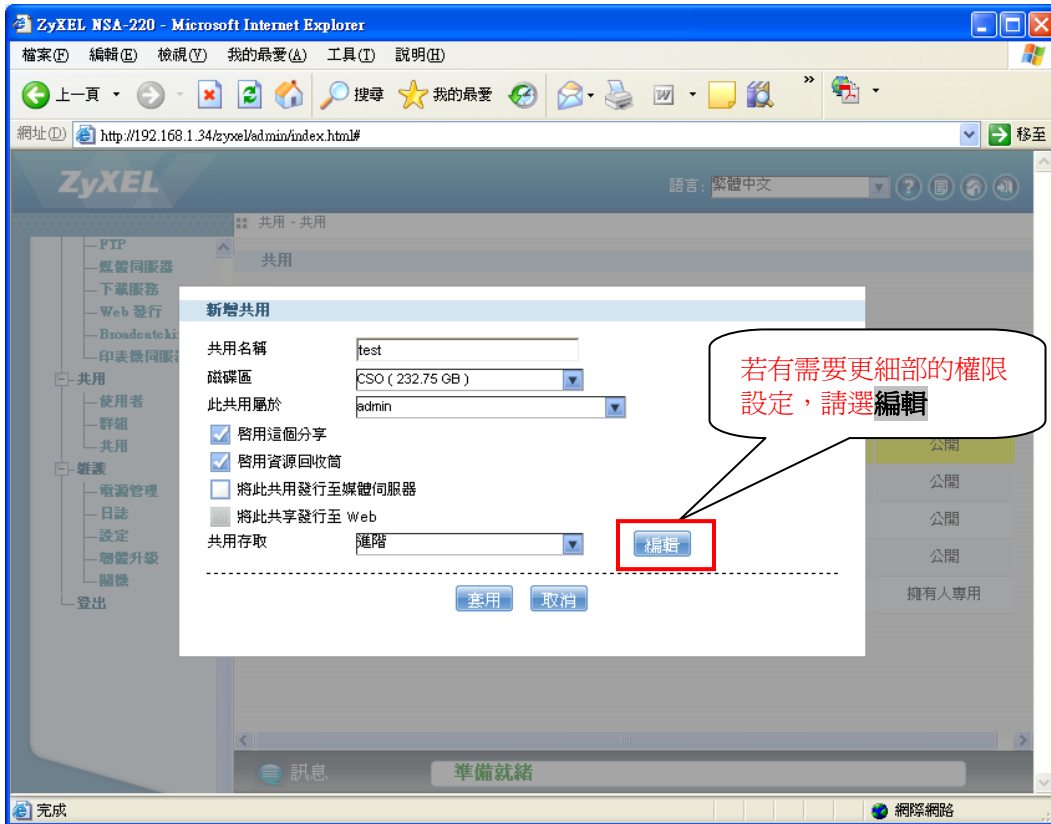 ZyXEL NSA-220 - Microsoft Internet Explorer
檔案(F) 編輯(E) 檢視(V) 我的最愛(A) 工具(T) 說明(H)
上一頁 搜尋 我的最愛 »
網址(D) http://192.168.1.34/zyxel/admin/index.html# 移至
ZyXEL 語言: 繁體中文
共用 - 共用
FTP
媒體伺服器
下載服務
Web 發行
印表機伺服
共用
使用者
群組
共用
維護
電源管理
日誌
設定
韌體升級
關機
登出
共用
新增共用
共用名稱 test
磁碟區 CSO ( 232.75 GB )
此共用屬於 admin
啓用這個分享
啓用資源回收筒
將此共用發行至媒體伺服器
將此共享發行至 Web
共用存取 進階 編輯
套用 取消
若有需要更細部的權限
設定，請選編輯
公開
公開
公開
公開
擁有人專用
訊息 準備就緒
完成 網際網路